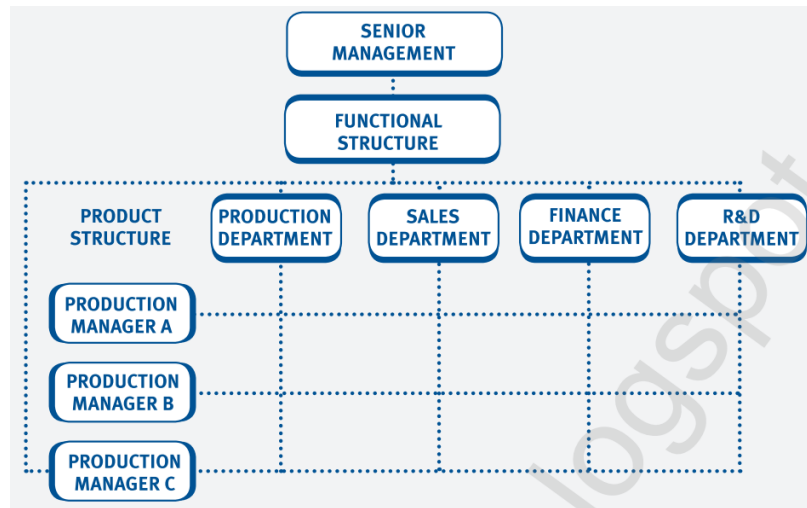 SENIOR
MANAGEMENT
FUNCTIONAL
STRUCTURE
PRODUCT
STRUCTURE
PRODUCTION
DEPARTMENT
SALES
DEPARTMENT
FINANCE
DEPARTMENT
R&D
DEPARTMENT
PRODUCTION
MANAGER A
PRODUCTION
MANAGER B
PRODUCTION
MANAGER C
logspot